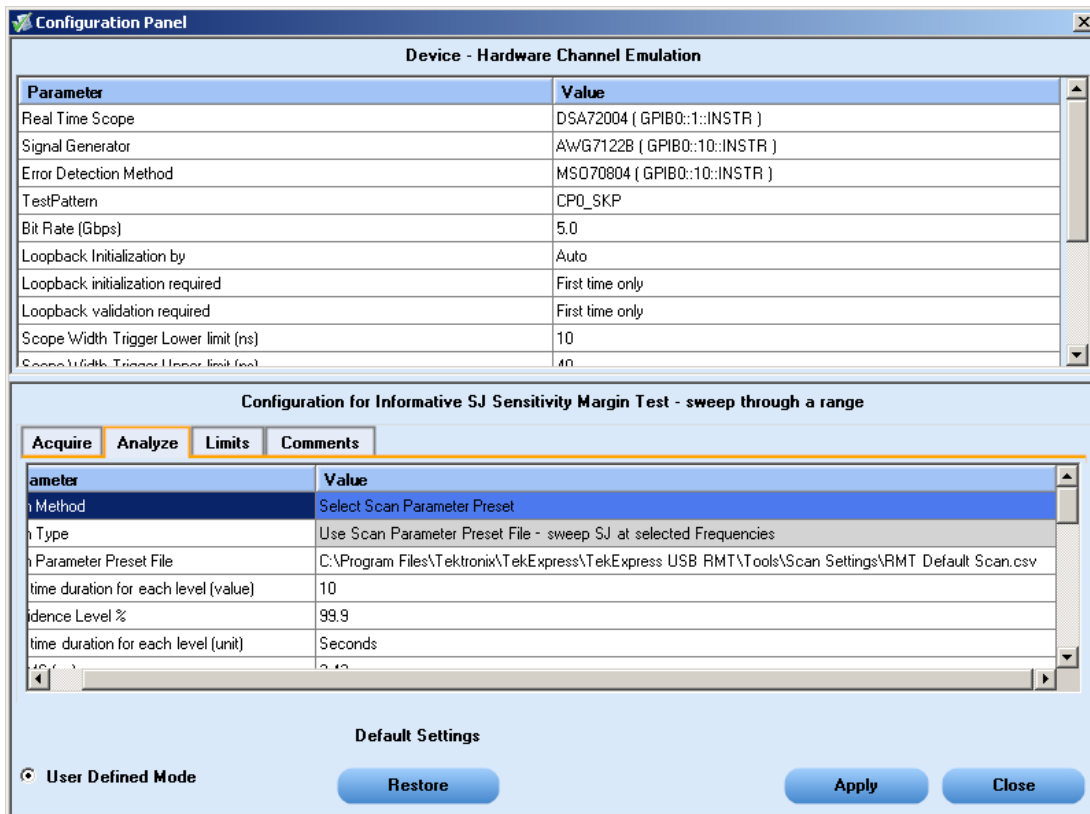 Configuration Panel
Device - Hardware Channel Emulation
Parameter Value
Real Time Scope DSA72004 ( GPIB0::1::INSTR )
Signal Generator AWG7122B ( GPIB0::10::INSTR )
Error Detection Method MSO70804 ( GPIB0::10::INSTR )
TestPattern CP0_SKP
Bit Rate (Gbps) 5.0
Loopback Initialization by Auto
Loopback initialization required First time only
Loopback validation required First time only
Scope Width Trigger Lower limit (ns) 10
Scope Width Trigger Upper limit (ns) 40
Configuration for Informative SJ Sensitivity Margin Test - sweep through a range
Acquire Analyze Limits Comments
ameter Value
n Method Select Scan Parameter Preset
n Type Use Scan Parameter Preset File - sweep SJ at selected Frequencies
n Parameter Preset File C:\Program Files\Tektronix\TekExpress\TekExpress USB RMT\Tools\Scan Settings\RMT Default Scan.csv
time duration for each level (value) 10
idence Level % 99.9
time duration for each level (unit) Seconds
Default Settings
User Defined Mode Restore Apply Close